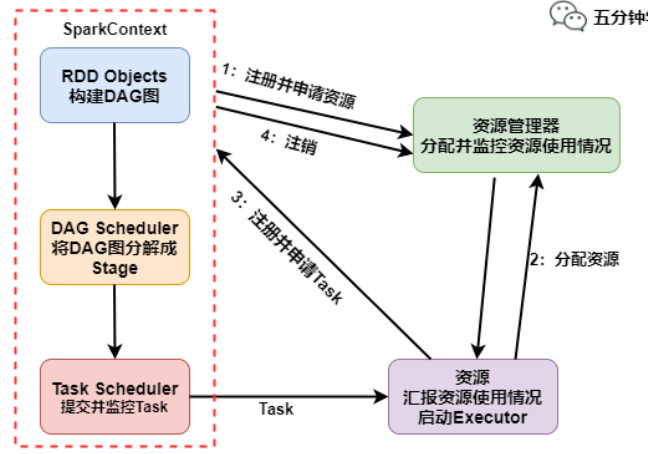 SparkContext
五分钟
RDD Objects
构建DAG图
1：注册并申请资源
4：注销
资源管理器
分配并监控资源使用情况
DAG Scheduler
将DAG图分解成
Stage
3：注册并申请Task
2：分配资源
Task Scheduler
提交并监控Task
Task
资源
汇报资源使用情况
启动Executor